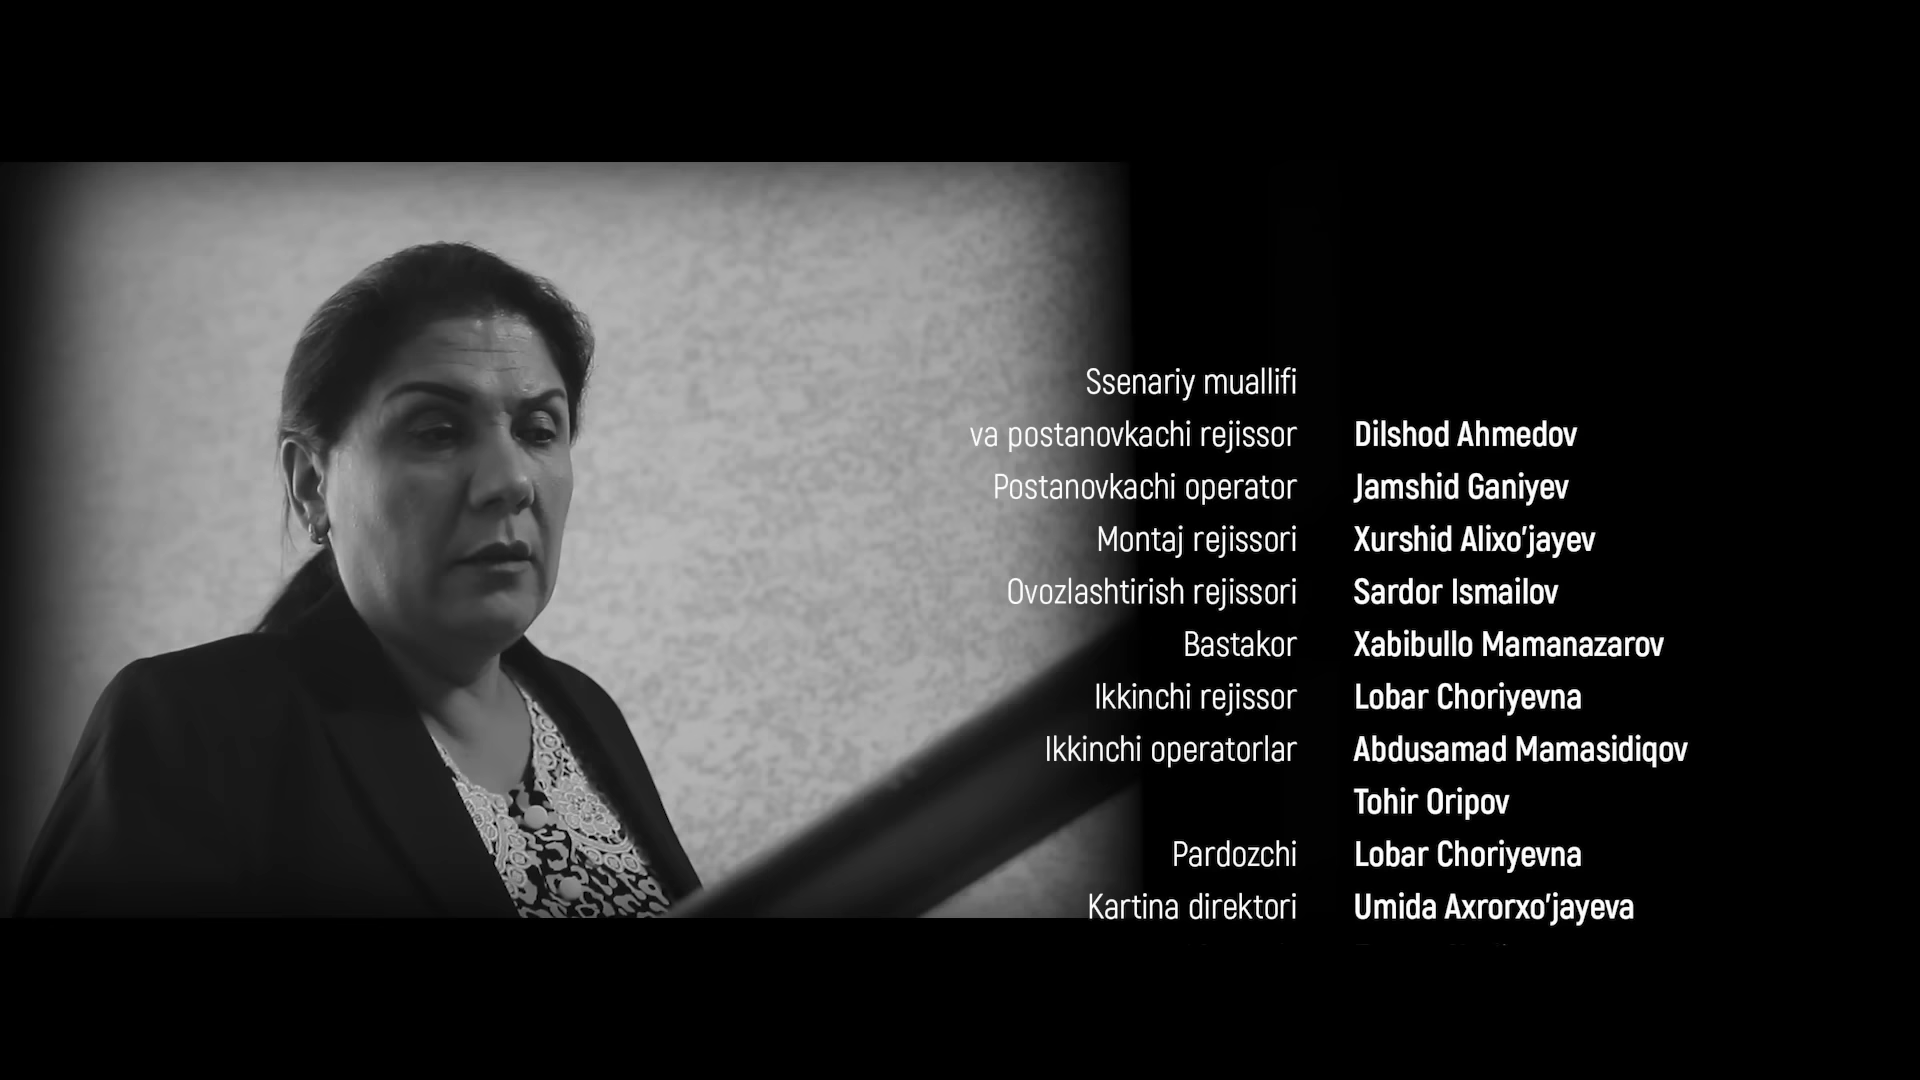 Ssenariy muallifi
va postanovkachi rejissor Dilshod Ahmedov
Postanovkachi operator Jamshid Ganiyev
Montaj rejissori Xurshid Alixo'jayev
Ovozlashtirish rejissori Sardor Ismailov
Bastakor Xabibullo Mamanazarov
Ikkinchi rejissor Lobar Choriyevna
Ikkinchi operatorlar Abdusamad Mamasidiqov
Tohir Oripov
Pardozchi Lobar Choriyevna
Kartina direktori Umida Axrorxo'jayeva